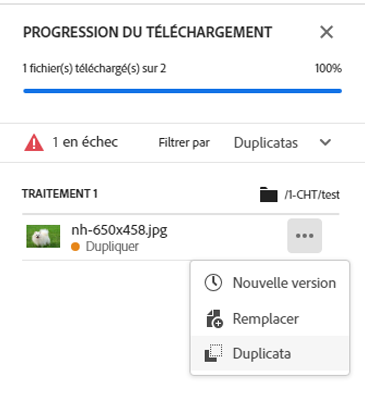 PROGRESSION DU TÉLÉCHARGEMENT
1 fichier(s) téléchargé(s) sur 2 100%
1 en échec Filtrer par Duplicatas
TRAITEMENT 1 /1-CHT/test
nh-650x458.jpg
Dupliquer
Nouvelle version
Remplacer
Duplicata